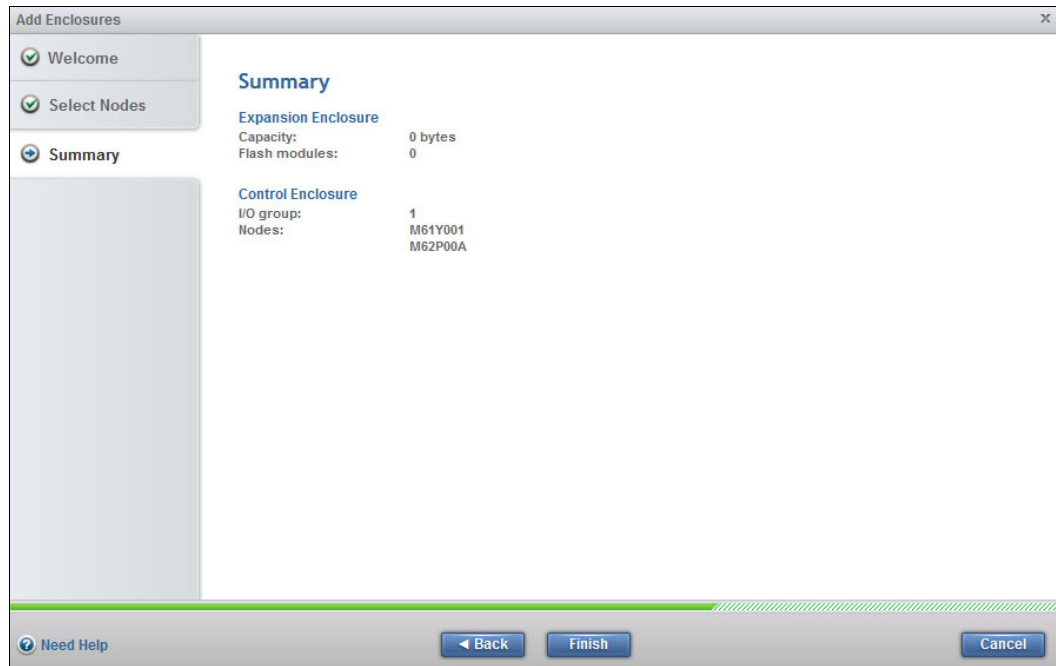 Add Enclosures x
Welcome
Select Nodes
Summary
Summary
Expansion Enclosure
Capacity: 0 bytes
Flash modules: 0
Control Enclosure
I/O group: 1
Nodes: M61Y001
M62P00A
Need Help
◄ Back
Finish
Cancel